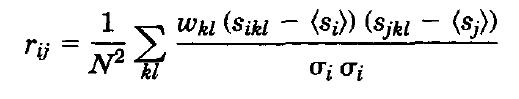 r_{ij} = \frac{1}{N^2} \sum_{kl} \frac{w_{kl} (s_{ikl} - \langle s_i \rangle) (s_{jkl} - \langle s_j \rangle)}{\sigma_i \sigma_i}